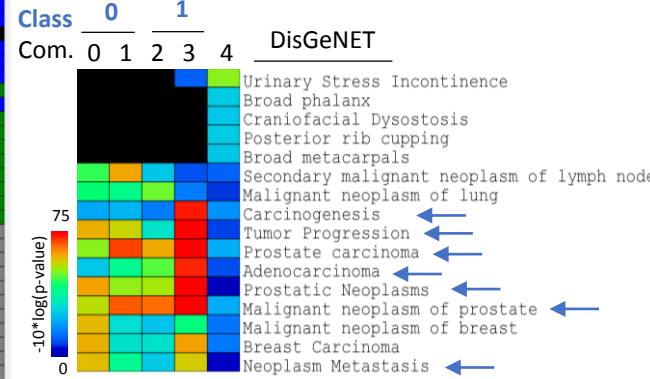 Class 0 1
Com. 0 1 2 3 4 DisGeNET
Urinary Stress Incontinence
Broad phalanx
Craniofacial Dysostosis
Posterior rib cupping
Broad metacarpals
Secondary malignant neoplasm of lymph node
Malignant neoplasm of lung
Carcinogenesis
Tumor Progression
Prostate carcinoma
Adenocarcinoma
Prostatic Neoplasms
Malignant neoplasm of prostate
Malignant neoplasm of breast
Breast Carcinoma
Neoplasm Metastasis
75
-10*log(p-value)
0